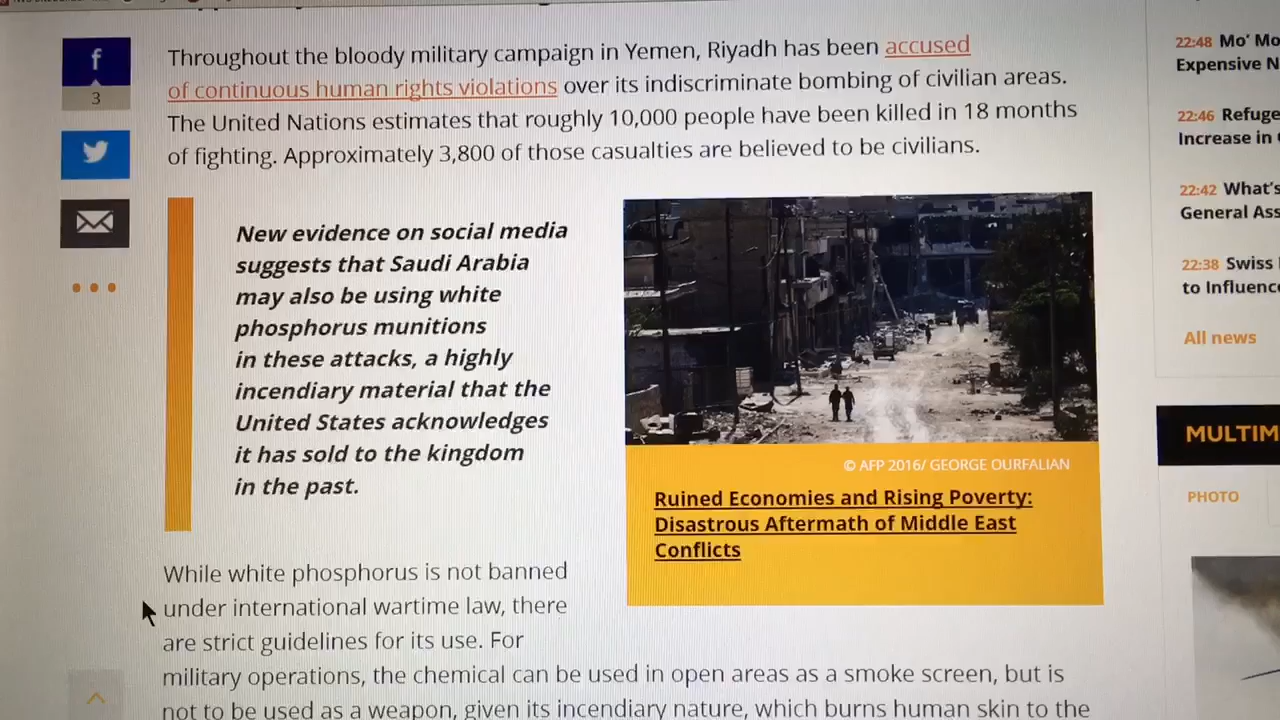 Throughout the bloody military campaign in Yemen, Riyadh has been accused
of continuous human rights violations over its indiscriminate bombing of civilian areas.
The United Nations estimates that roughly 10,000 people have been killed in 18 months
of fighting. Approximately 3,800 of those casualties are believed to be civilians.
f
3
New evidence on social media
suggests that Saudi Arabia
may also be using white
phosphorus munitions
in these attacks, a highly
incendiary material that the
United States acknowledges
it has sold to the kingdom
in the past.
© AFP 2016/ GEORGE OURFALIAN
Ruined Economies and Rising Poverty:
Disastrous Aftermath of Middle East
Conflicts
While white phosphorus is not banned
under international wartime law, there
are strict guidelines for its use. For
military operations, the chemical can be used in open areas as a smoke screen, but is
not to be used as a weapon, given its incendiary nature, which burns human skin to the
22:48 Mo' Mo
Expensive N
22:46 Refuge
Increase in
22:42 What's
General Ass
22:38 Swiss
to Influenc
All news
MULTIM
PHOTO